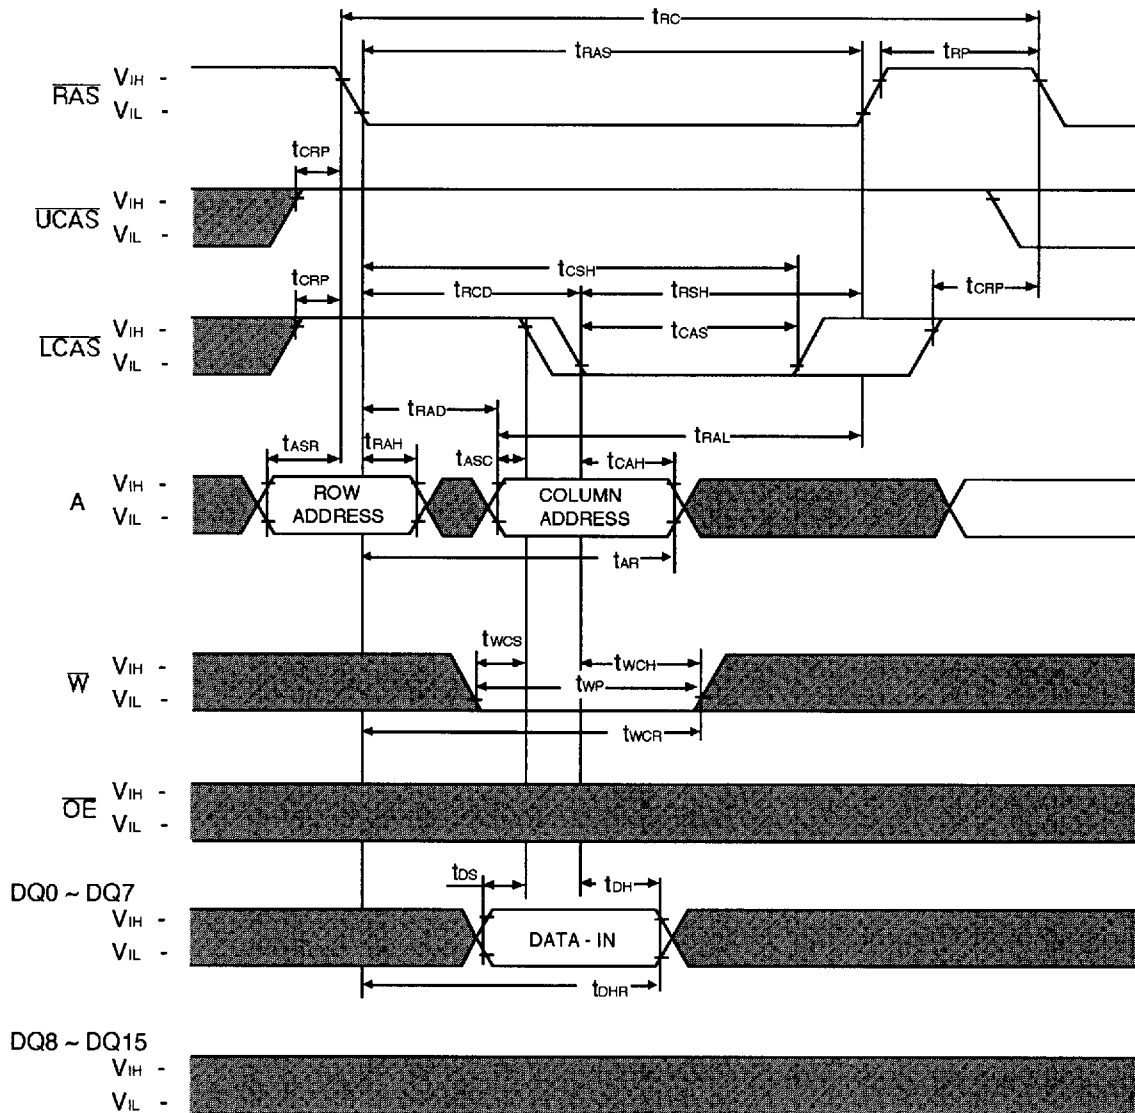 tRC
tRAS tRP
RAS VIH -
VIL -
tCRP
UCAS VIH -
VIL -
tCSH
tCRP tRCD tRSH tCRP
LCAS VIH -
VIL -
tCAS
tRAD
tRAL
tASR tRAH tASC tCAH
A VIH -
VIL -
ROW
ADDRESS
COLUMN
ADDRESS
tAR
tWCS
W VIH -
VIL -
tWCH
tWP
tWCR
OE VIH -
VIL -
tDS tDH
DQ0 ~ DQ7
VIH -
VIL -
DATA - IN
tDHR
DQ8 ~ DQ15
VIH -
VIL -